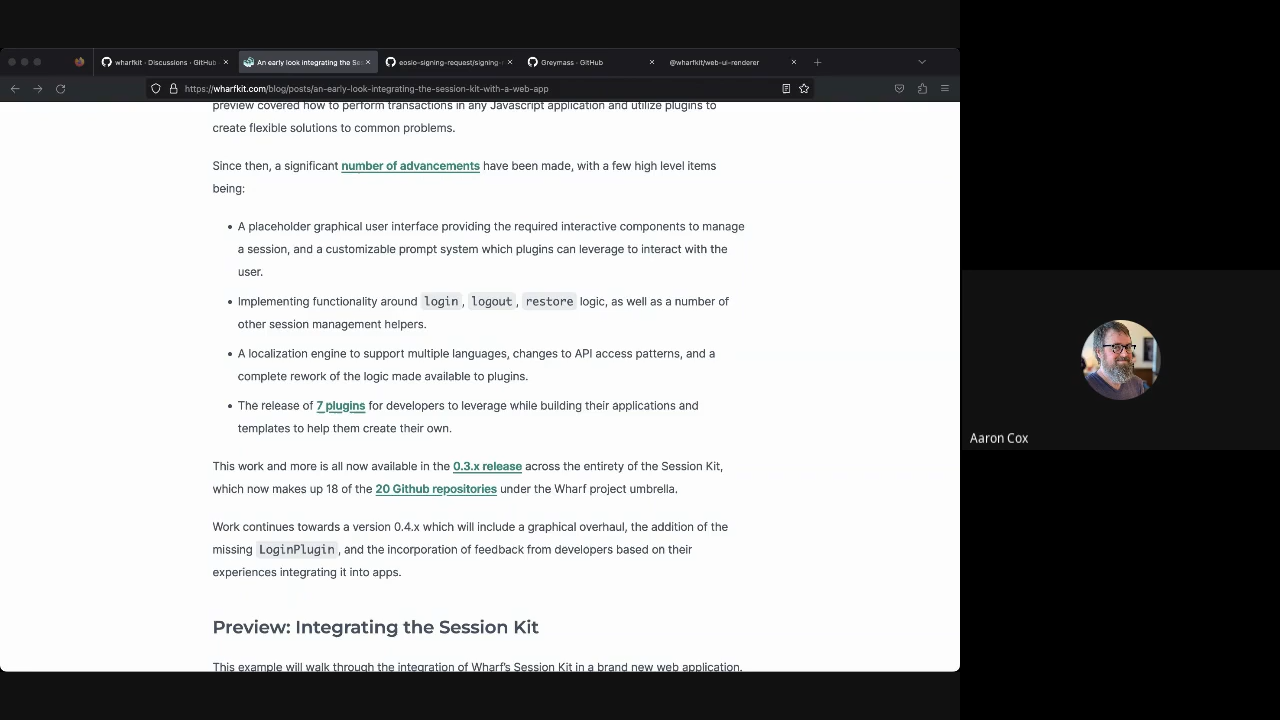 wharfkit · Discussions · GitHub
An early look integrating the Se
eosio-signing-request/signing-
Greymass · GitHub
@wharfkit/web-ui-renderer
https://wharfkit.com/blog/posts/an-early-look-integrating-the-session-kit-with-a-web-app
preview covered how to perform transactions in any Javascript application and utilize plugins to
create flexible solutions to common problems.
Since then, a significant number of advancements have been made, with a few high level items
being:
• A placeholder graphical user interface providing the required interactive components to manage
a session, and a customizable prompt system which plugins can leverage to interact with the
user.
• Implementing functionality around login, logout, restore logic, as well as a number of
other session management helpers.
• A localization engine to support multiple languages, changes to API access patterns, and a
complete rework of the logic made available to plugins.
• The release of 7 plugins for developers to leverage while building their applications and
templates to help them create their own.
This work and more is all now available in the 0.3.x release across the entirety of the Session Kit,
which now makes up 18 of the 20 Github repositories under the Wharf project umbrella.
Work continues towards a version 0.4.x which will include a graphical overhaul, the addition of the
missing LoginPlugin, and the incorporation of feedback from developers based on their
experiences integrating it into apps.
Preview: Integrating the Session Kit
This example will walk through the integration of Wharf's Session Kit in a brand new web application.
Aaron Cox